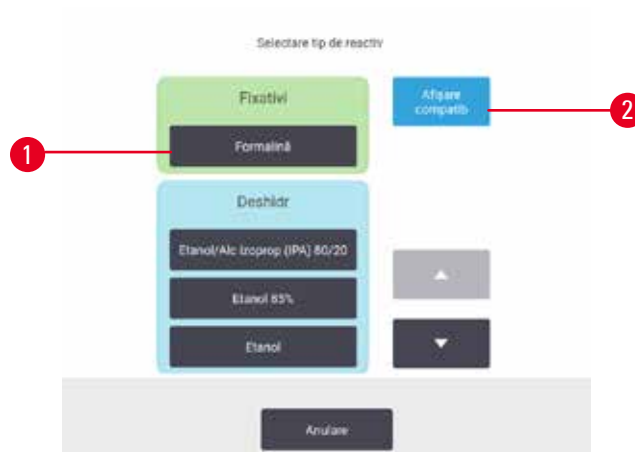 Selectare tip de reactiv
Fixativi
Afișare
compatib
2
1
Formalină
Deshidr
Etanol/Alc izoprop (IPA) 80/20
Etanol 85%
Etanol
Anulare